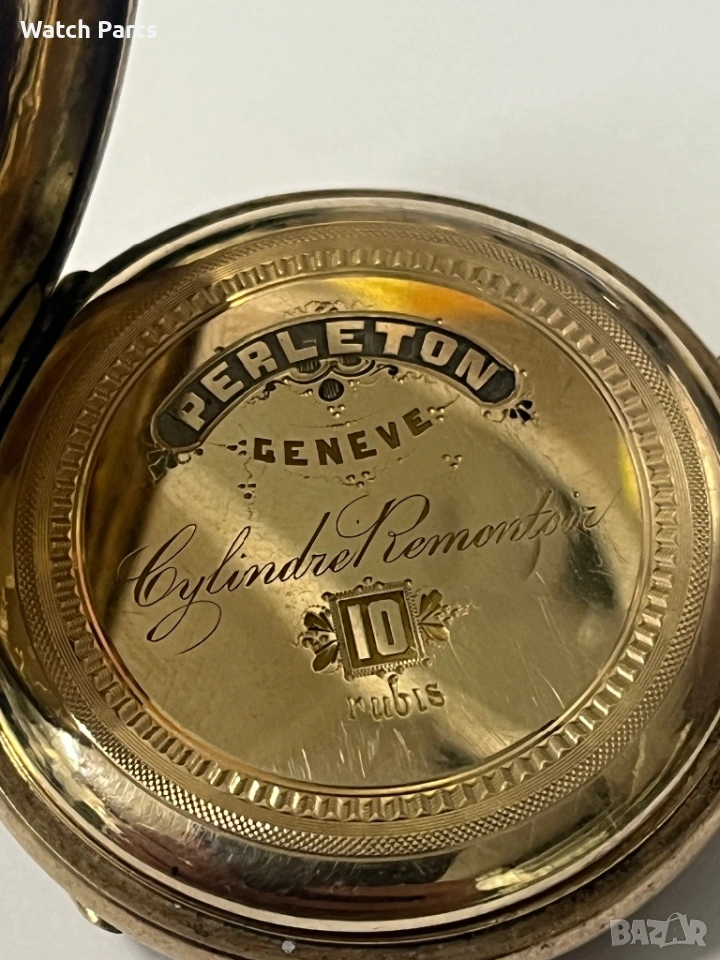 Watch Parts
PERLETON
GENEVE
Cylindre Remontoir
10
rubis
BAZAR